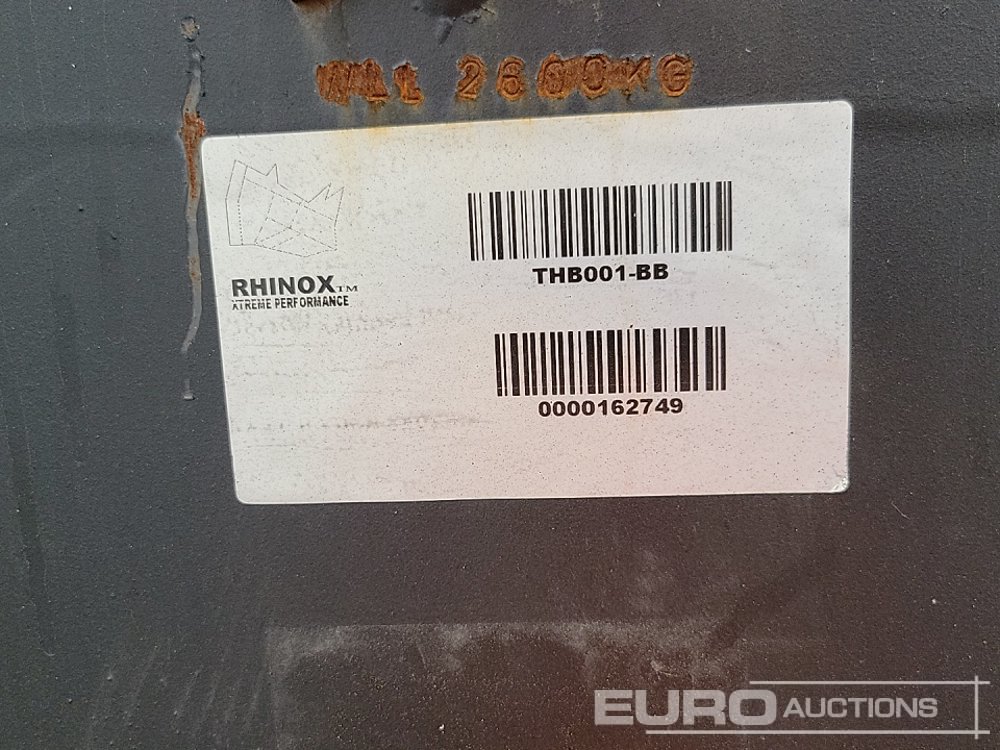 WLL 2600KG
RHINOX TM
XTREME PERFORMANCE
THB001-BB
0000162749
EURO AUCTIONS